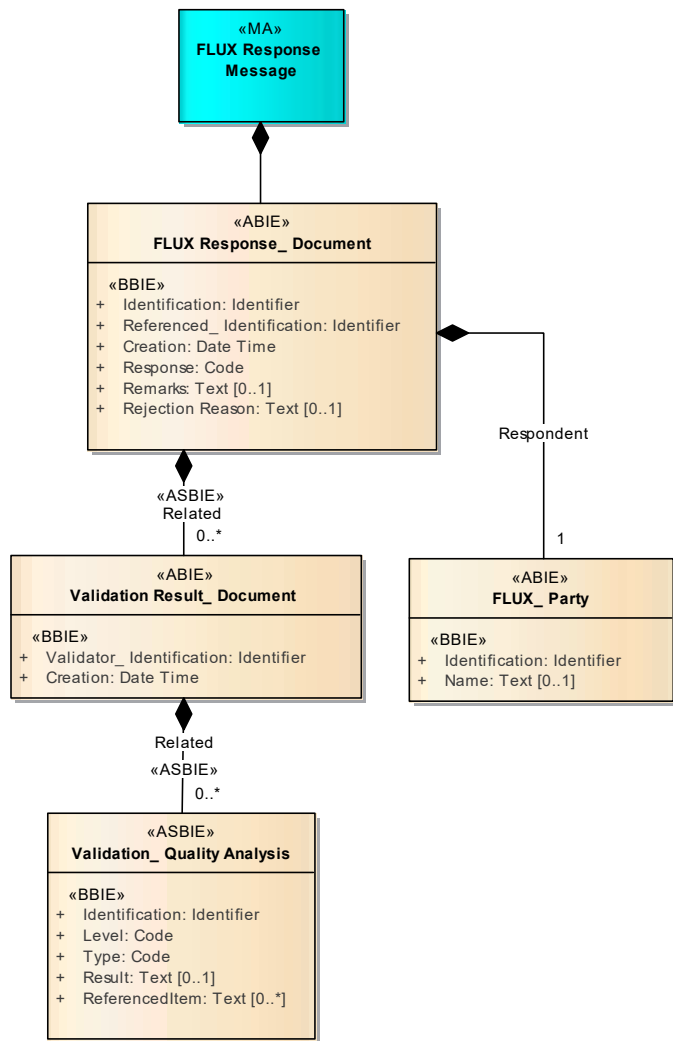 «MA»
FLUX Response
Message
«ABIE»
FLUX Response_ Document
«BBIE»
+ Identification: Identifier
+ Referenced_ Identification: Identifier
+ Creation: Date Time
+ Response: Code
+ Remarks: Text [0..1]
+ Rejection Reason: Text [0..1]
Respondent
1
«ASBIE»
Related
0..*
«ABIE»
Validation Result_ Document
«BBIE»
+ Validator_ Identification: Identifier
+ Creation: Date Time
«ABIE»
FLUX_ Party
«BBIE»
+ Identification: Identifier
+ Name: Text [0..1]
Related
«ASBIE»
0..*
«ASBIE»
Validation_ Quality Analysis
«BBIE»
+ Identification: Identifier
+ Level: Code
+ Type: Code
+ Result: Text [0..1]
+ ReferencedItem: Text [0..*]